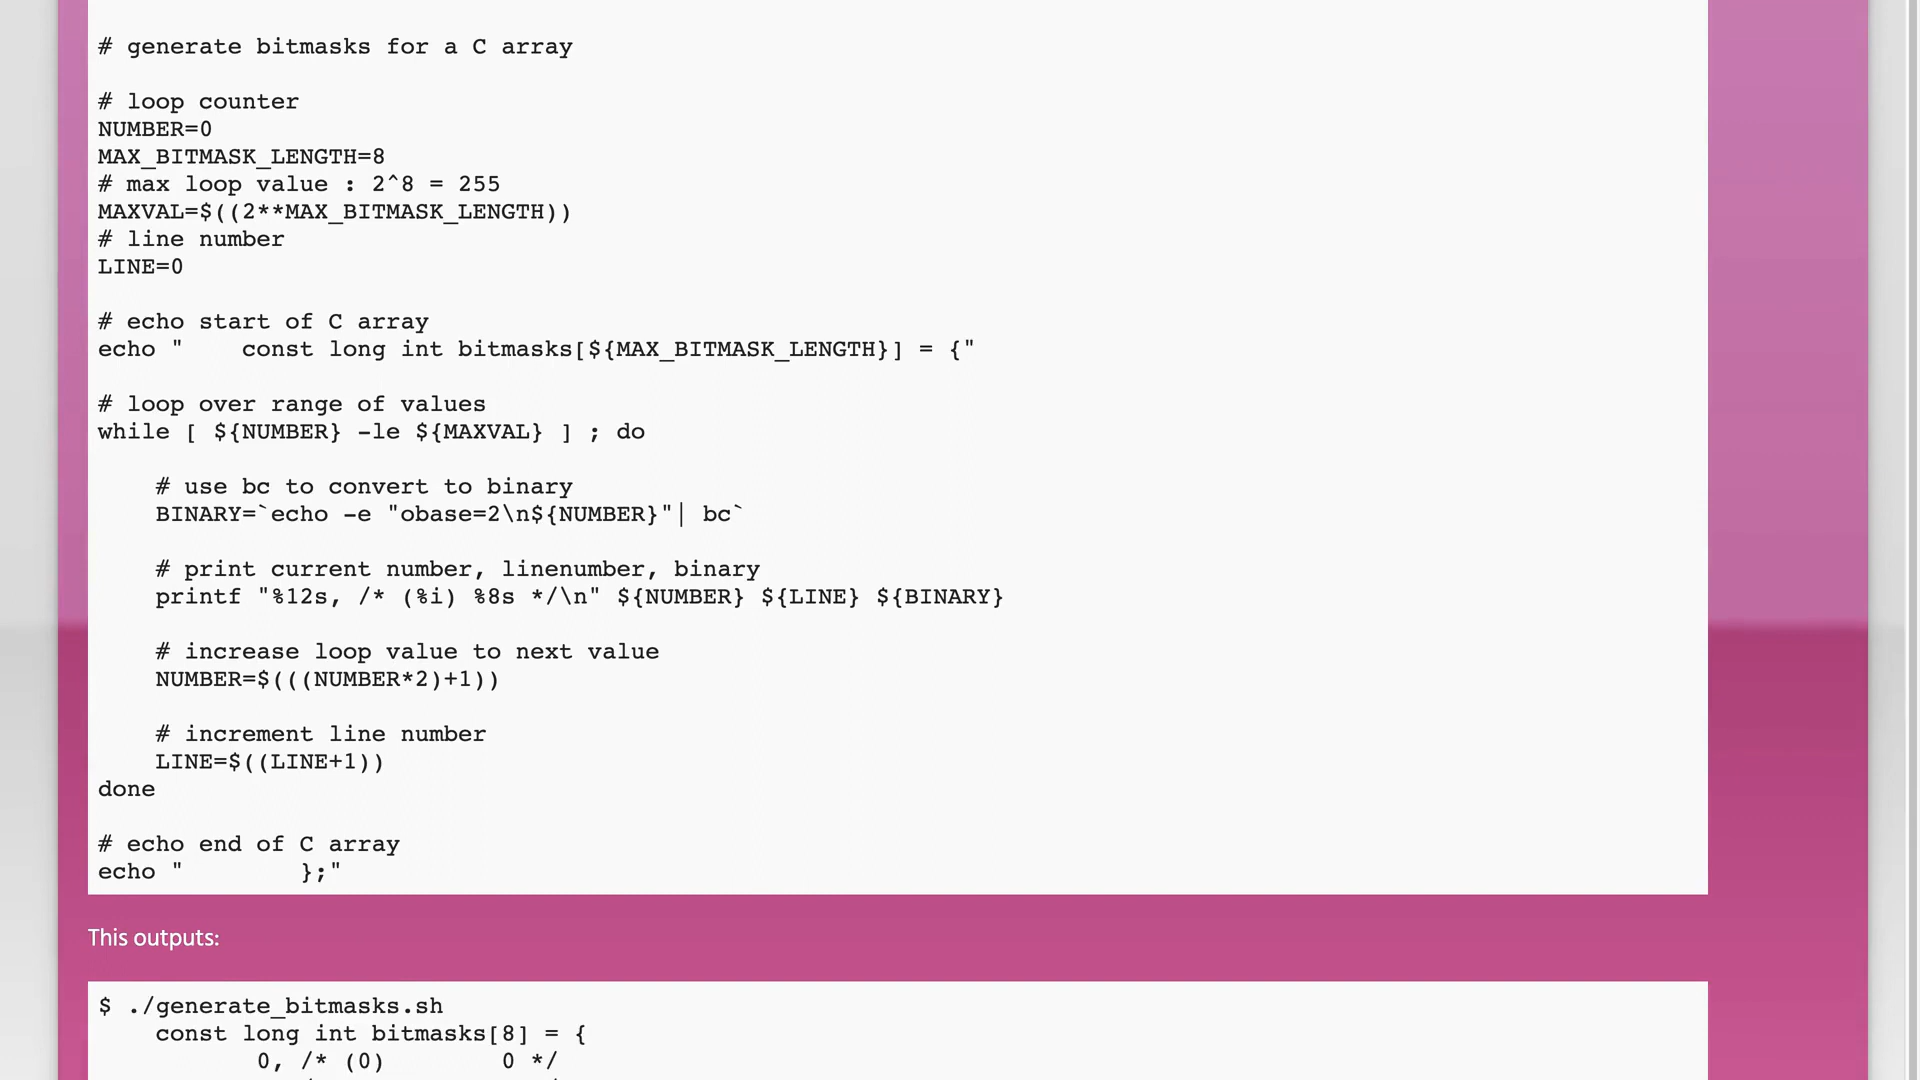 # generate bitmasks for a C array
# loop counter
NUMBER=0
MAX_BITMASK_LENGTH=8
# max loop value : 2^8 = 255
MAXVAL=$((2**MAX_BITMASK_LENGTH))
# line number
LINE=0
# echo start of C array
echo "    const long int bitmasks[${MAX_BITMASK_LENGTH}] = {"
# loop over range of values
while [ ${NUMBER} -le ${MAXVAL} ] ; do
    # use bc to convert to binary
    BINARY=`echo -e "obase=2\n${NUMBER}"| bc`
    # print current number, linenumber, binary
    printf "%12s, /* (%i) %8s */\n" ${NUMBER} ${LINE} ${BINARY}
    # increase loop value to next value
    NUMBER=$(((NUMBER*2)+1))
    # increment line number
    LINE=$((LINE+1))
done
# echo end of C array
echo "        };"
This outputs:
$ ./generate_bitmasks.sh
    const long int bitmasks[8] = {
           0, /* (0)        0 */